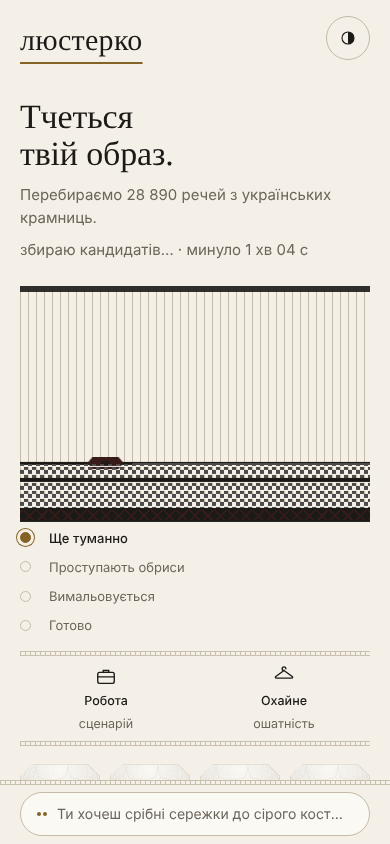 люстерко
Тчеться
твій образ.
Перебираємо 28 890 речей з українських
крамниць.
збираю кандидатів... · минуло 1 хв 04 с
Ще туманно
Проступають обриси
Вимальовується
Готово
Робота
сценарій
Охайне
ошатність
Ти хочеш срібні сережки до сірого кост...